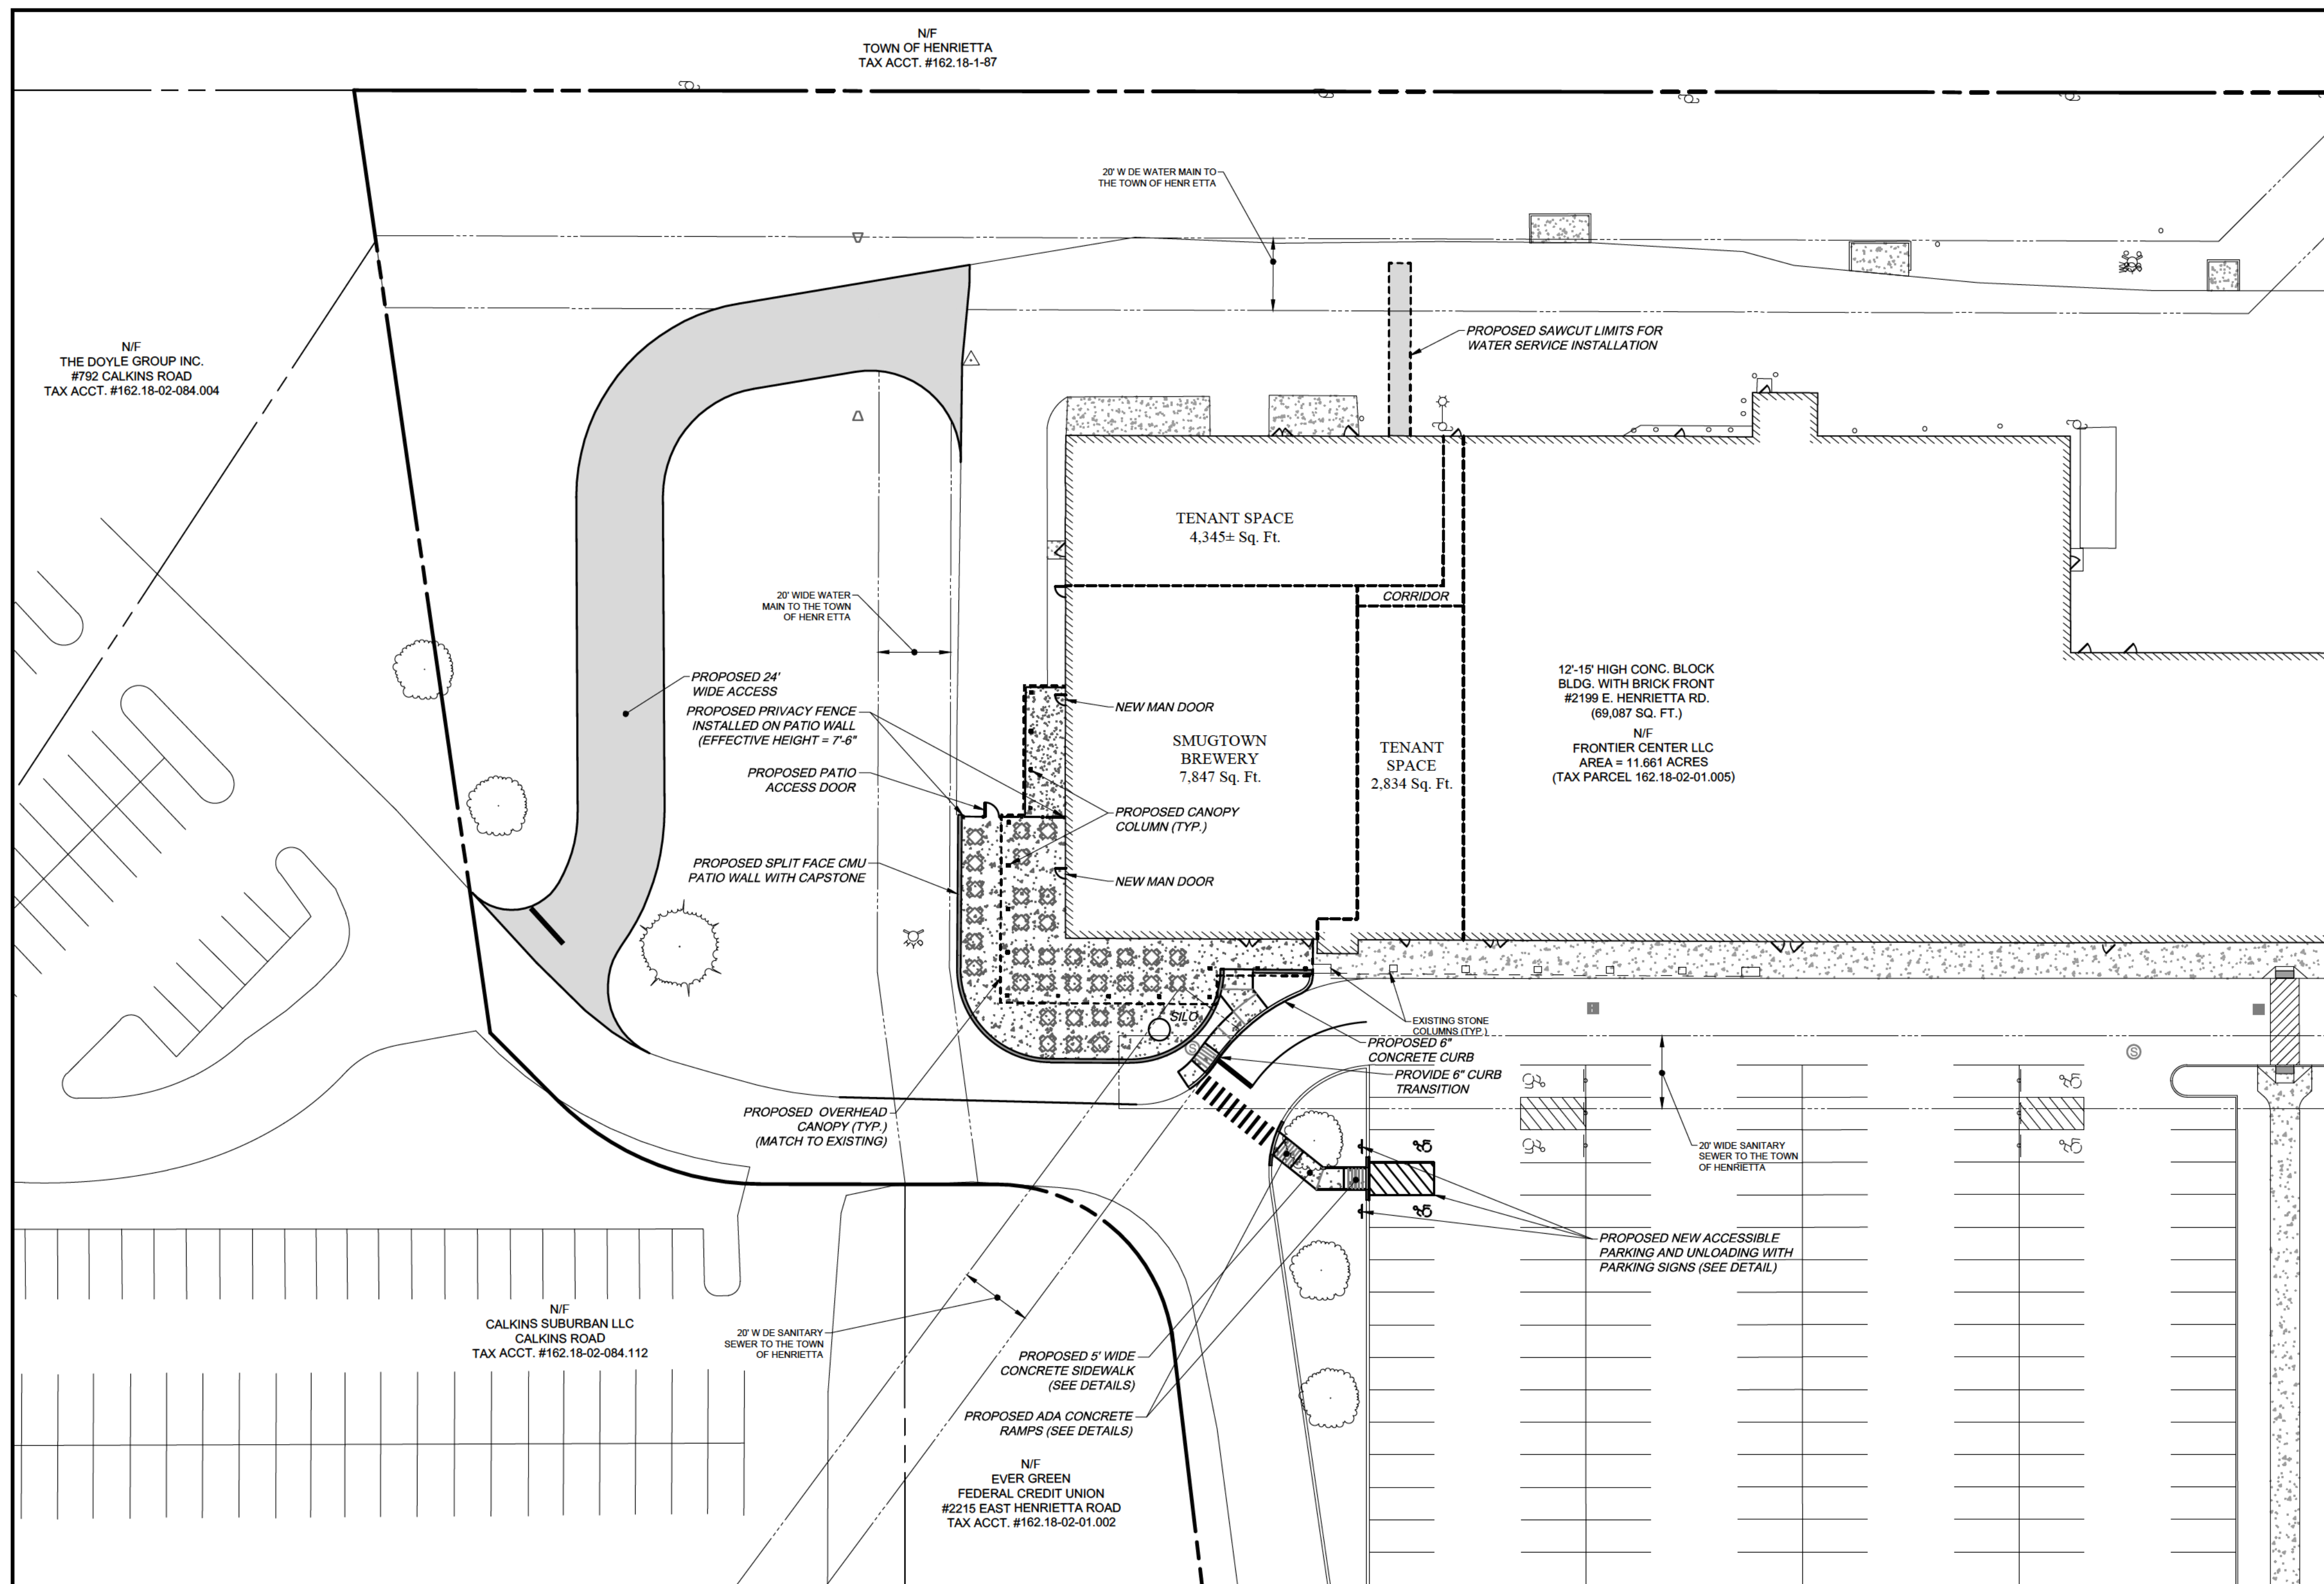 N/F
TOWN OF HENRIETTA
TAX ACCT. #162.18-1-87
20' W DE WATER MAIN TO
THE TOWN OF HENR ETTA
PROPOSED SAWCUT LIMITS FOR
WATER SERVICE INSTALLATION
N/F
THE DOYLE GROUP INC.
#792 CALKINS ROAD
TAX ACCT. #162.18-02-084.004
TENANT SPACE
4,345± Sq. Ft.
20' WIDE WATER
MAIN TO THE TOWN
OF HENR ETTA
CORRIDOR
PROPOSED 24'
WIDE ACCESS
PROPOSED PRIVACY FENCE
INSTALLED ON PATIO WALL
(EFFECTIVE HEIGHT = 7'-6"
NEW MAN DOOR
12'-15' HIGH CONC. BLOCK
BLDG. WITH BRICK FRONT
#2199 E. HENRIETTA RD.
(69,087 SQ. FT.)
N/F
FRONTIER CENTER LLC
AREA = 11.661 ACRES
(TAX PARCEL 162.18-02-01.005)
SMUGTOWN
BREWERY
7,847 Sq. Ft.
TENANT
SPACE
2,834 Sq. Ft.
PROPOSED PATIO
ACCESS DOOR
PROPOSED CANOPY
COLUMN (TYP.)
PROPOSED SPLIT FACE CMU
PATIO WALL WITH CAPSTONE
NEW MAN DOOR
SILO
S
EXISTING STONE
COLUMNS (TYP.)
PROPOSED 6"
CONCRETE CURB
PROVIDE 6" CURB
TRANSITION
S
PROPOSED OVERHEAD
CANOPY (TYP.)
(MATCH TO EXISTING)
20' WIDE SANITARY
SEWER TO THE TOWN
OF HENRIETTA
PROPOSED NEW ACCESSIBLE
PARKING AND UNLOADING WITH
PARKING SIGNS (SEE DETAIL)
N/F
CALKINS SUBURBAN LLC
CALKINS ROAD
TAX ACCT. #162.18-02-084.112
20' W DE SANITARY
SEWER TO THE TOWN
OF HENRIETTA
PROPOSED 5' WIDE
CONCRETE SIDEWALK
(SEE DETAILS)
PROPOSED ADA CONCRETE
RAMPS (SEE DETAILS)
N/F
EVER GREEN
FEDERAL CREDIT UNION
#2215 EAST HENRIETTA ROAD
TAX ACCT. #162.18-02-01.002